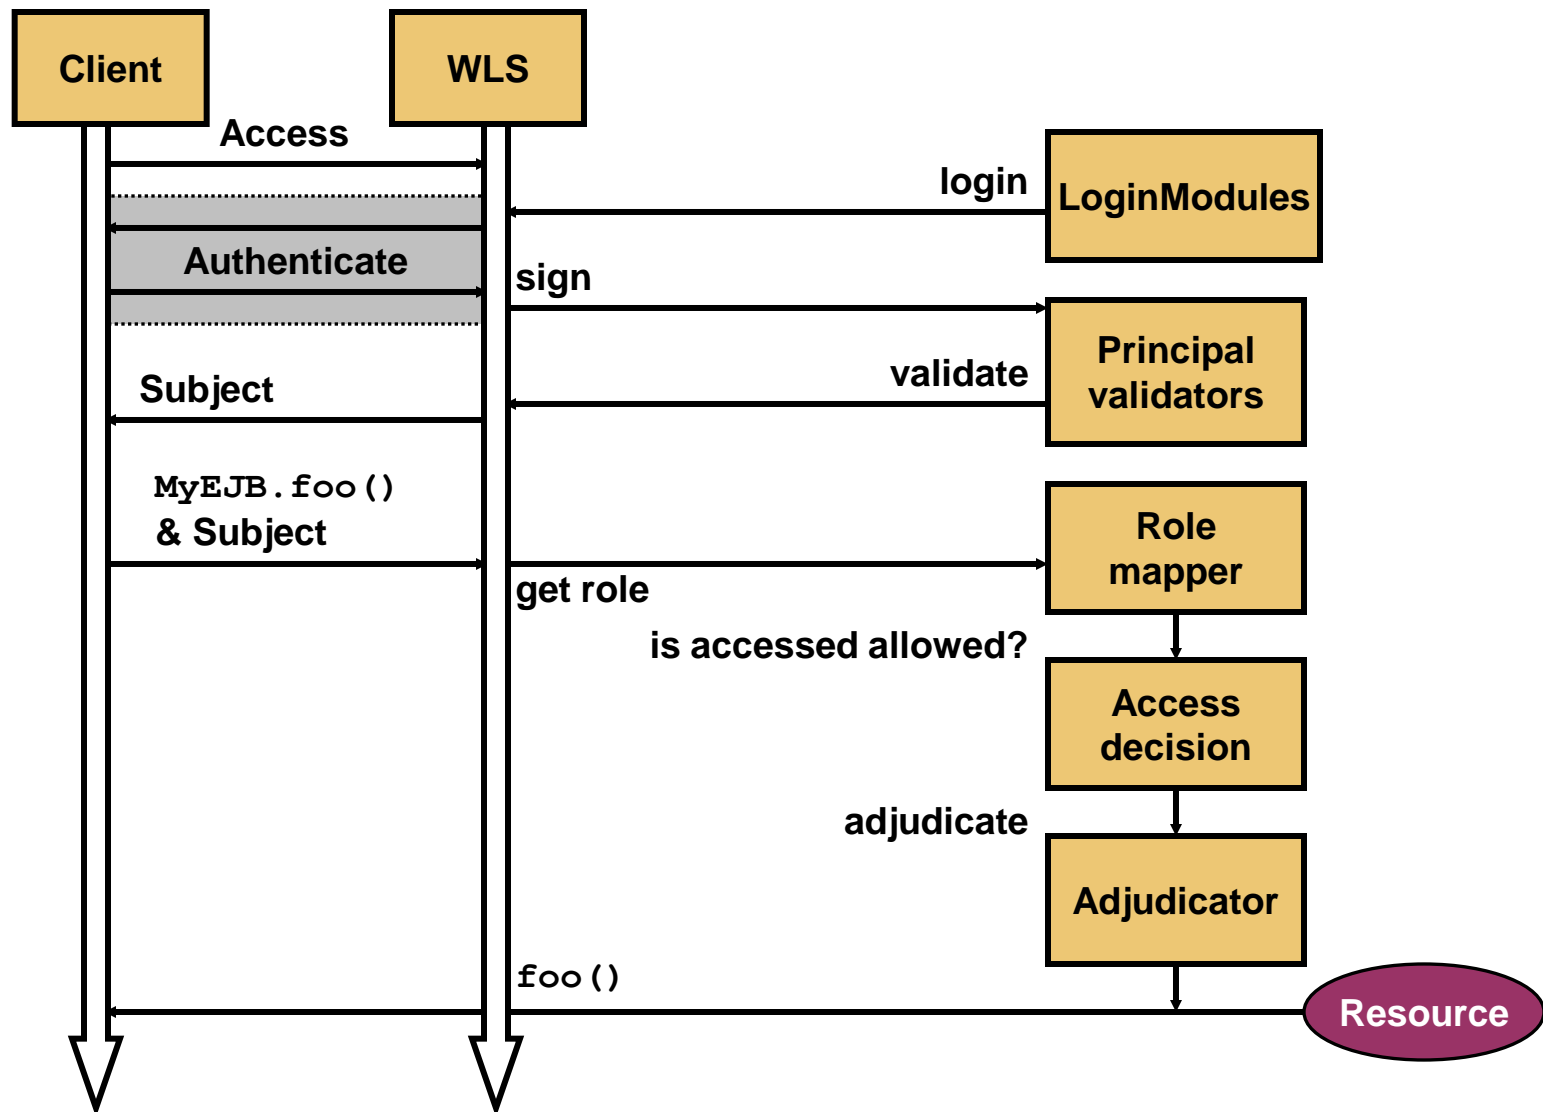 Client
WLS
Access
login
LoginModules
Authenticate
sign
Principal
validators
validate
Subject
MyEJB.foo()
& Subject
Role
mapper
get role
is accessed allowed?
Access
decision
adjudicate
Adjudicator
foo()
Resource